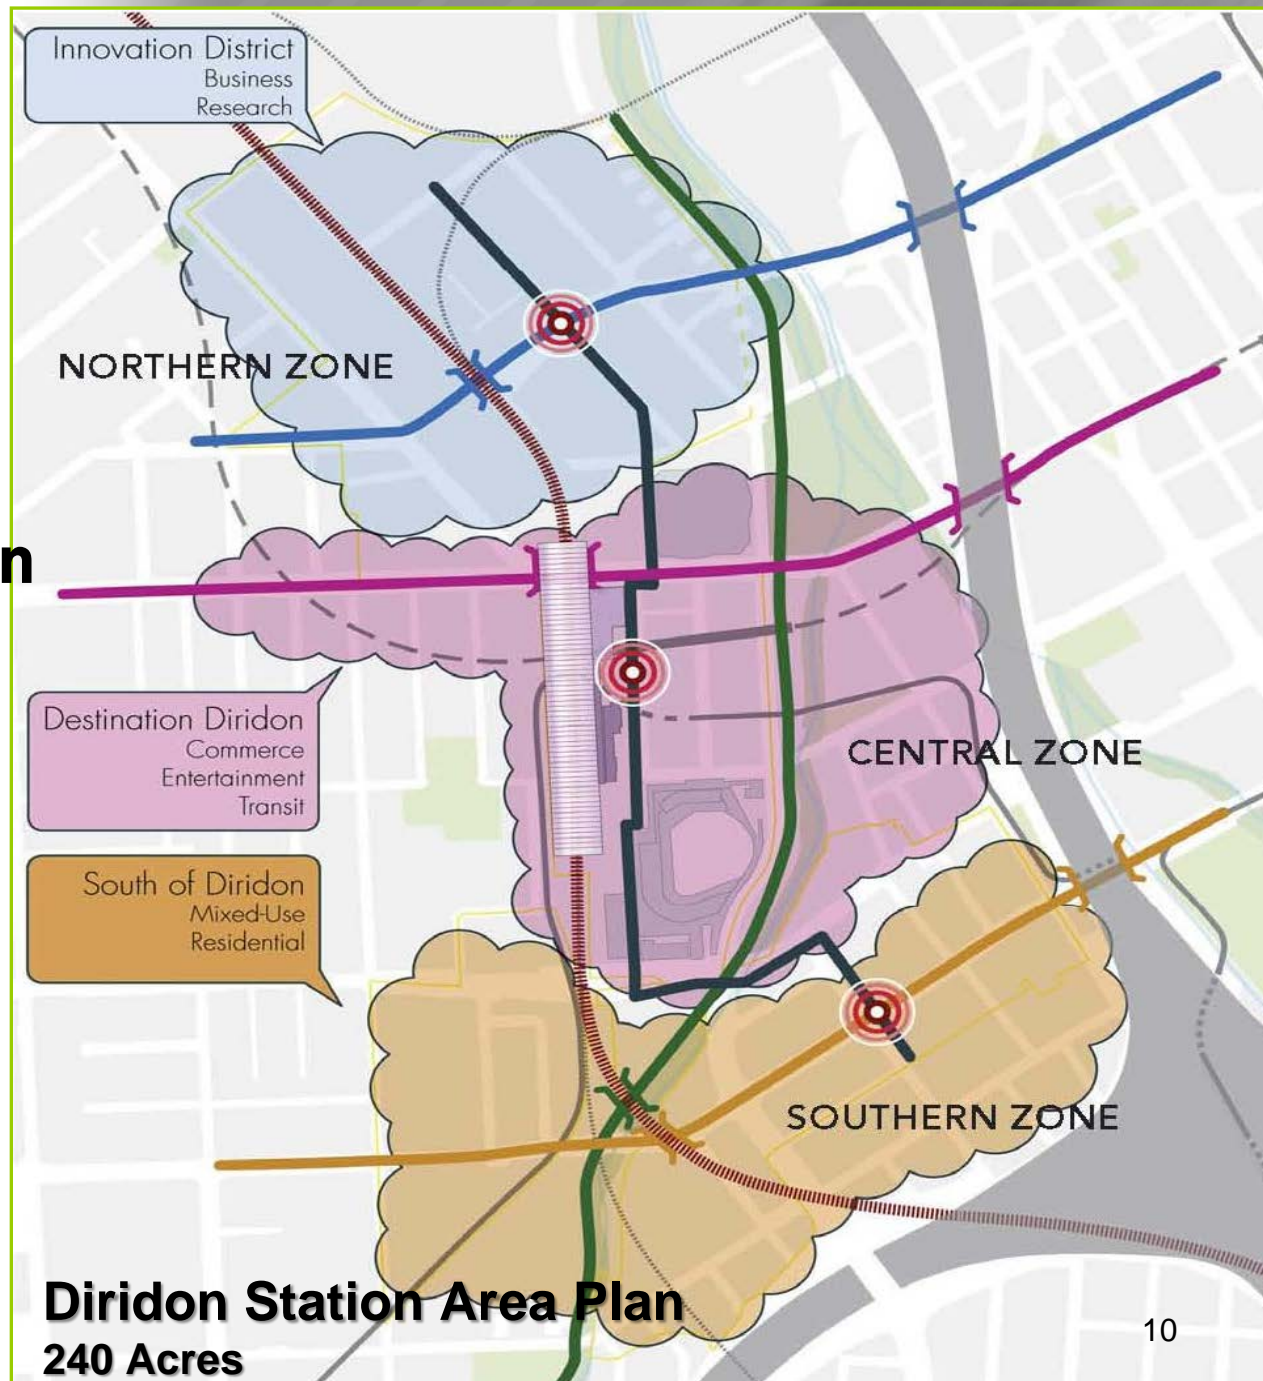 Innovation District
Business
Research
NORTHERN ZONE
n
Destination Diridon
Commerce
Entertainment
Transit
CENTRAL ZONE
South of Diridon
Mixed-Use
Residential
SOUTHERN ZONE
Diridon Station Area Plan
240 Acres
10